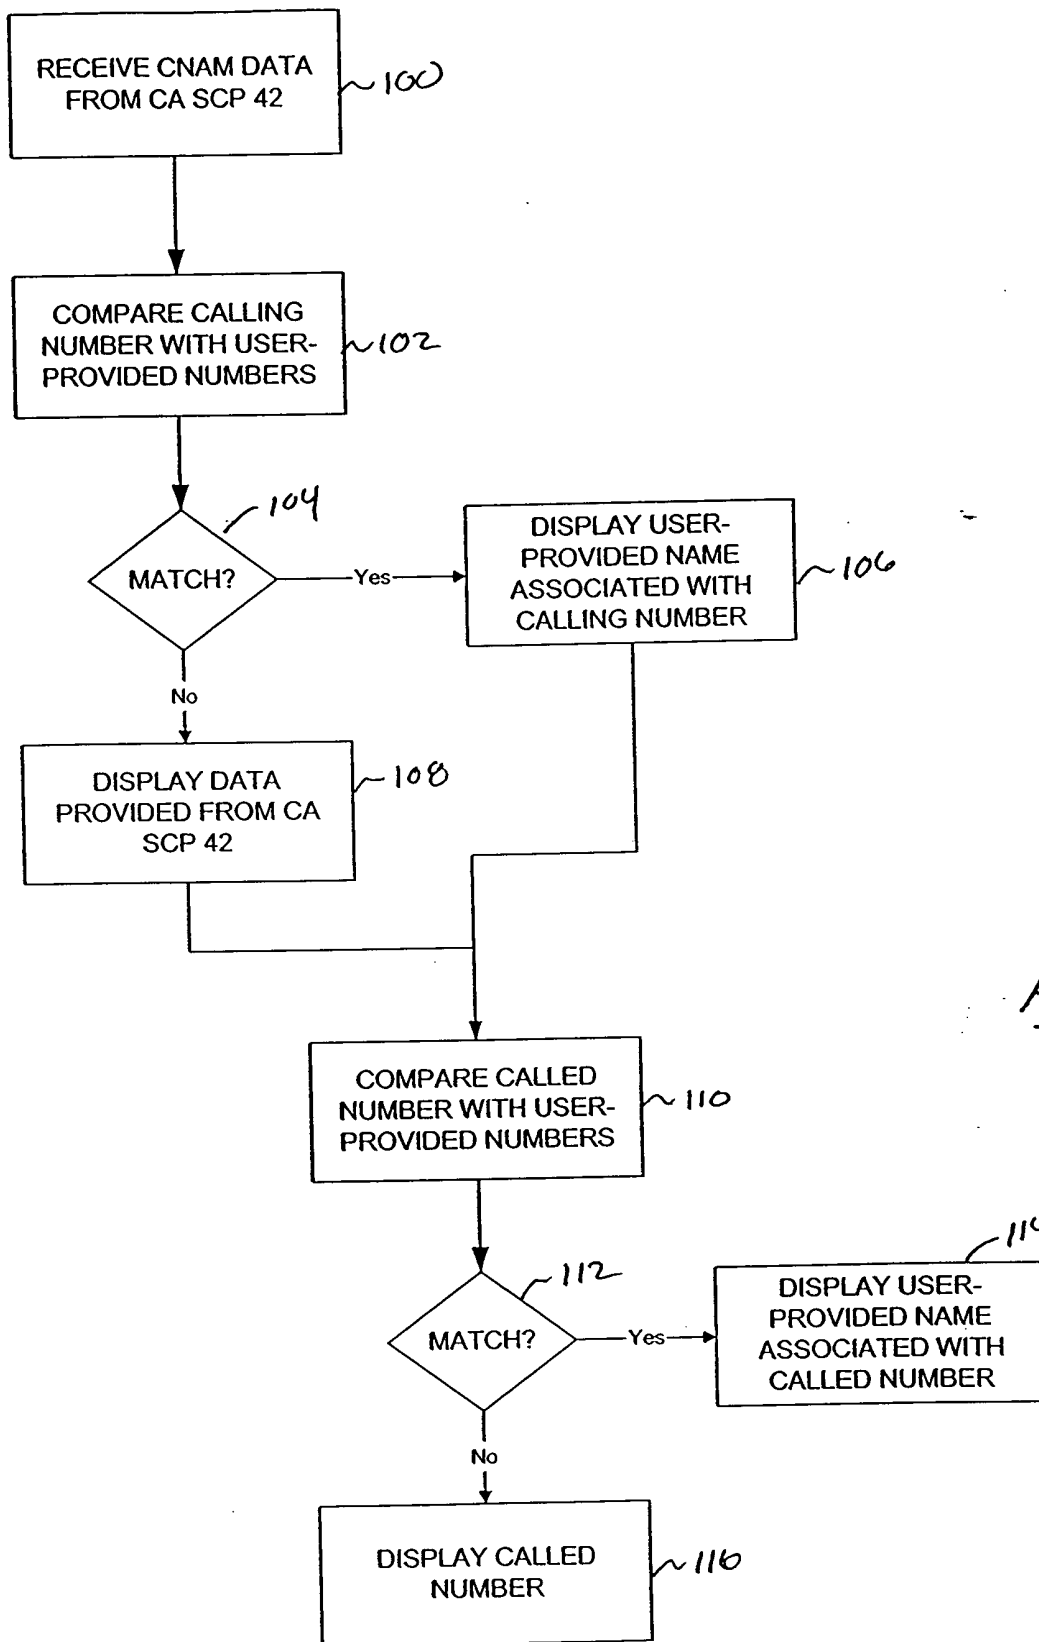 RECEIVE CNAM DATA
FROM CA SCP 42
100
COMPARE CALLING
NUMBER WITH USER-
PROVIDED NUMBERS
102
104
MATCH?
Yes
DISPLAY USER-
PROVIDED NAME
ASSOCIATED WITH
CALLING NUMBER
106
No
DISPLAY DATA
PROVIDED FROM CA
SCP 42
108
COMPARE CALLED
NUMBER WITH USER-
PROVIDED NUMBERS
110
112
MATCH?
Yes
DISPLAY USER-
PROVIDED NAME
ASSOCIATED WITH
CALLED NUMBER
No
DISPLAY CALLED
NUMBER
116